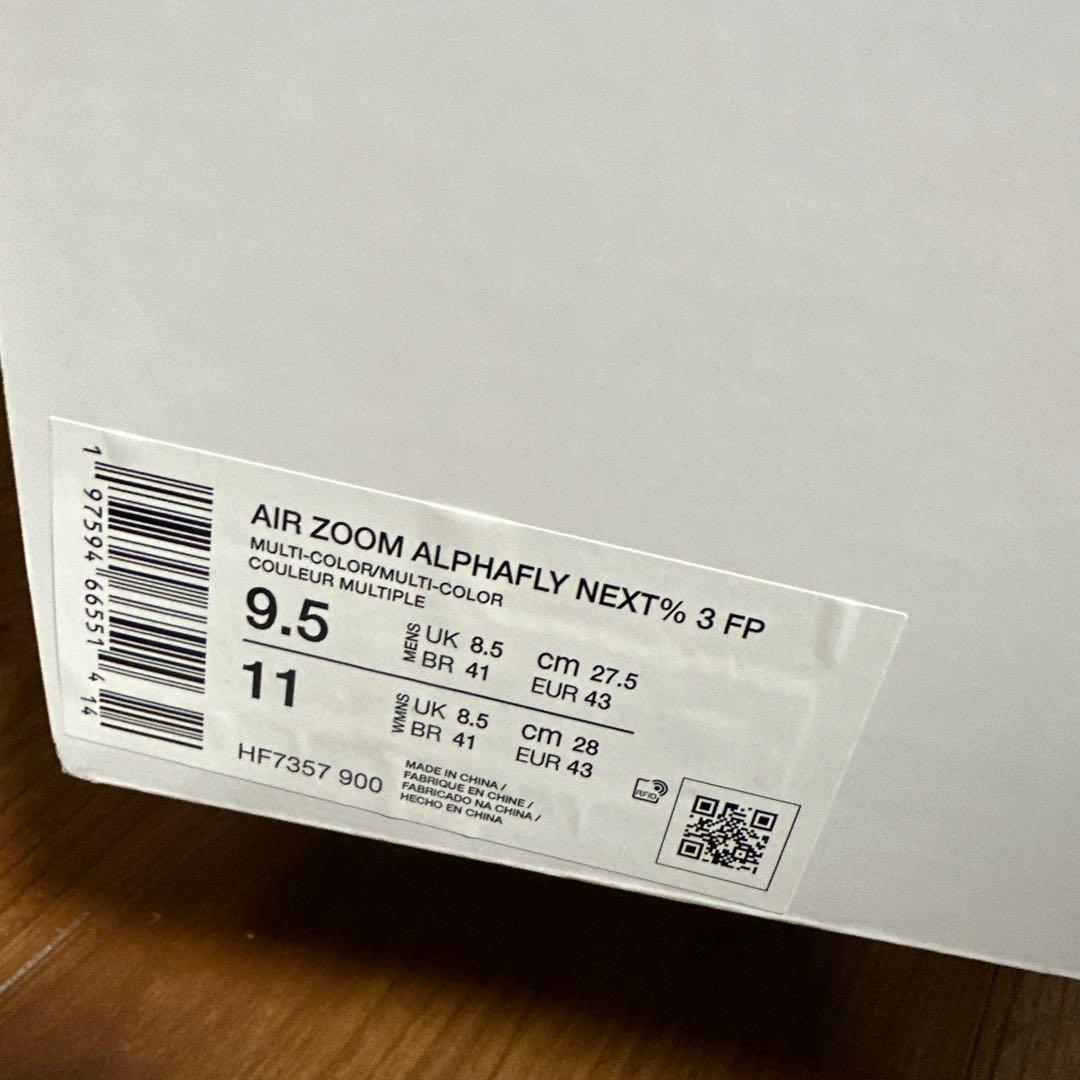 1 97594 66551 4 14
AIR ZOOM ALPHAFLY NEXT% 3 FP
MULTI-COLOR/MULTI-COLOR
COULEUR MULTIPLE
9.5
MENS
UK 8.5
cm 27.5
BR 41
EUR 43
11
WMNS
UK 8.5
cm 28
BR 41
EUR 43
HF7357 900
MADE IN CHINA /
FABRIQUE EN CHINE /
FABRICADO NA CHINA /
HECHO EN CHINA
RFID